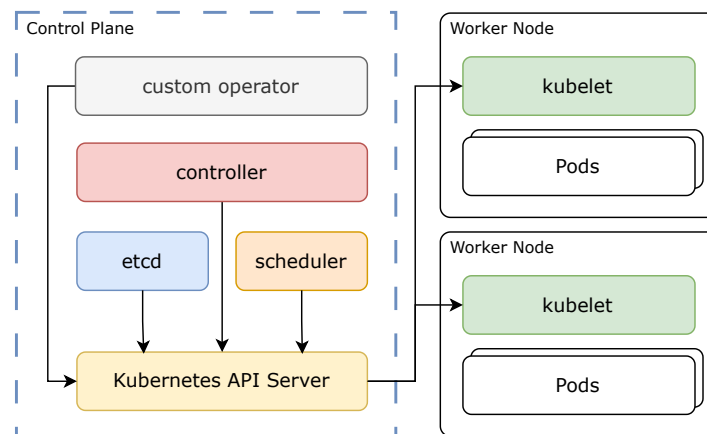 Control Plane
custom operator
controller
etcd
scheduler
Kubernetes API Server
Worker Node
kubelet
Pods
Worker Node
kubelet
Pods